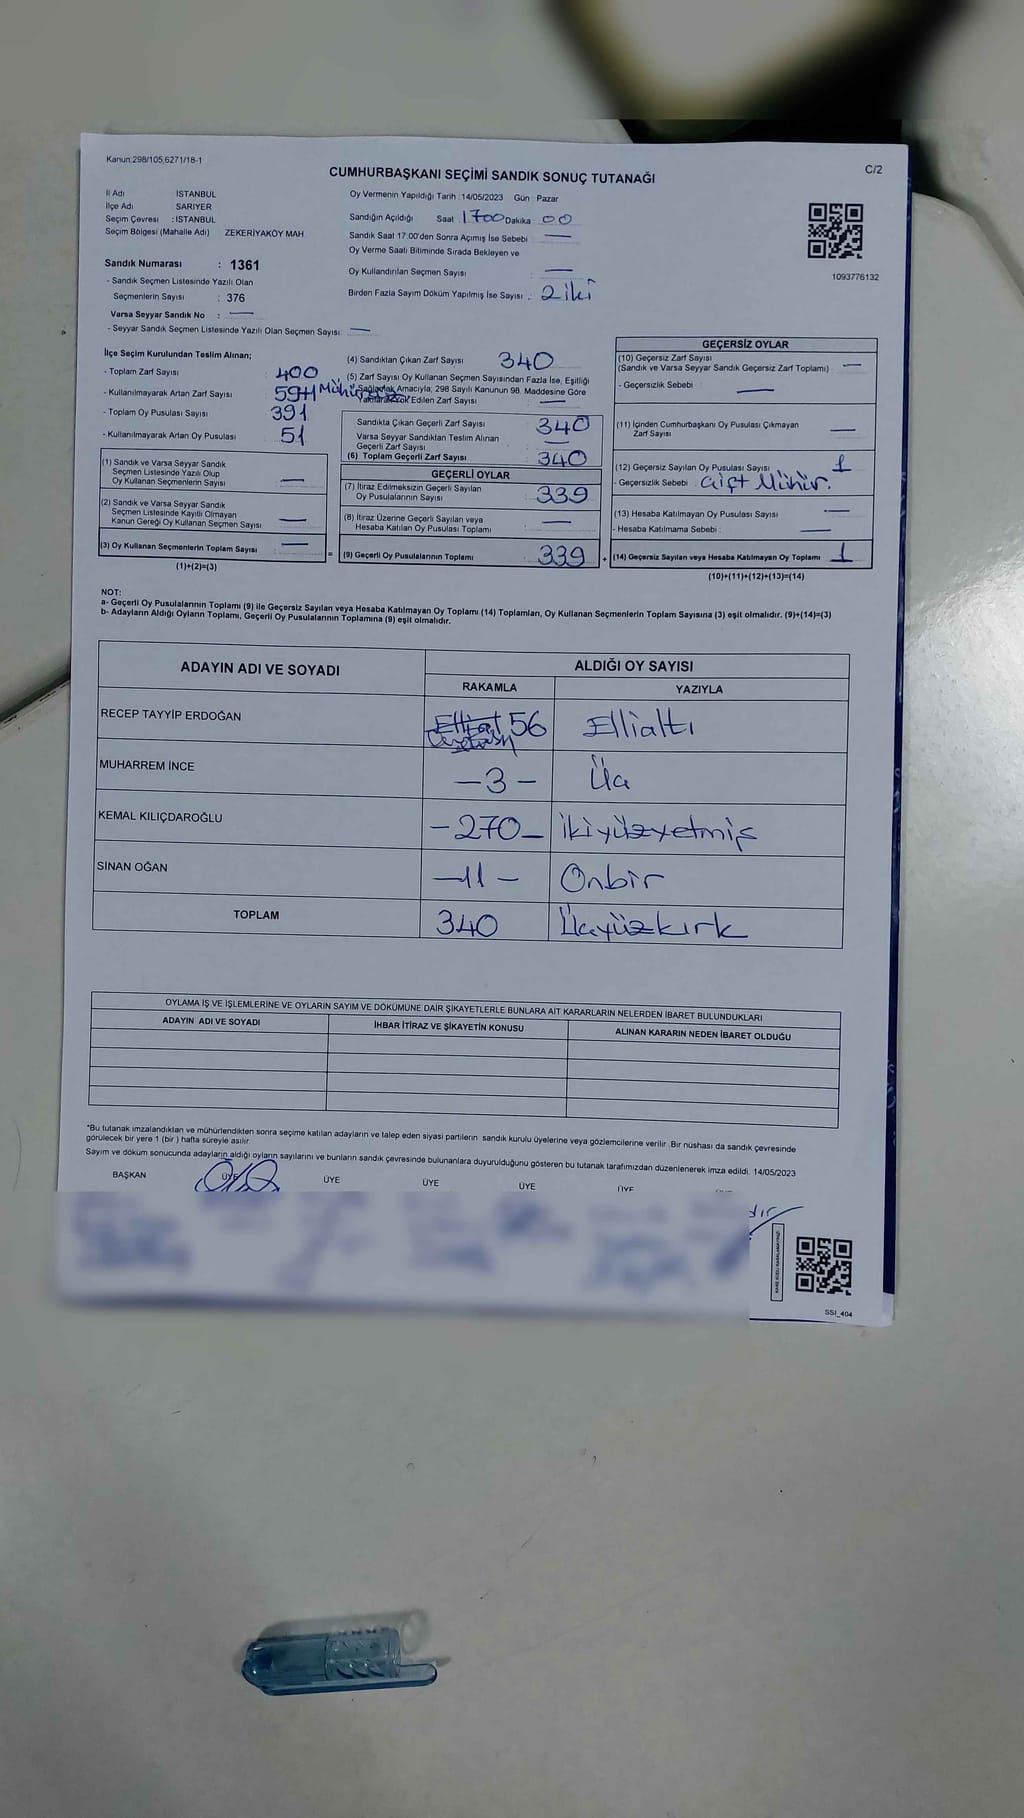 Kanun:298/105,6271/18-1
C/2
CUMHURBAŞKANI SEÇİMİ SANDIK SONUÇ TUTANAĞI
İl Adı İSTANBUL
İlçe Adı SARIYER
Seçim Çevresi : İSTANBUL
Seçim Bölgesi (Mahalle Adı) ZEKERİYAKÖY MAH.
Oy Vermenin Yapıldığı Tarih : 14/05/2023 Gün : Pazar
Sandığın Açıldığı Saat : 1700 Dakika : 00
Sandık Saat 17:00'den Sonra Açımış İse Sebebi : —
Oy Verme Saati Bitiminde Sırada Bekleyen ve
Oy Kullandırılan Seçmen Sayısı : —
Birden Fazla Sayım Döküm Yapılmış İse Sayısı : 2 iki
1093776132
Sandık Numarası : 1361
- Sandık Seçmen Listesinde Yazılı Olan
Seçmenlerin Sayısı : 376
Varsa Seyyar Sandık No : —
- Seyyar Sandık Seçmen Listesinde Yazılı Olan Seçmen Sayısı : —
İlçe Seçim Kurulundan Teslim Alınan;
- Toplam Zarf Sayısı : 400
- Kullanılmayarak Artan Zarf Sayısı : 59+1
- Toplam Oy Pusulası Sayısı : 391
- Kullanılmayarak Artan Oy Pusulası : 51
(1) Sandık ve Varsa Seyyar Sandık
Seçmen Listesinde Yazılı Olup
Oy Kullanan Seçmenlerin Sayısı —
(2) Sandık ve Varsa Seyyar Sandık
Seçmen Listesinde Kayıtlı Olmayan
Kanun Gereği Oy Kullanan Seçmen Sayısı —
(3) Oy Kullanan Seçmenlerin Toplam Sayısı —
(1)+(2)=(3)
=
(4) Sandıktan Çıkan Zarf Sayısı 340
(5) Zarf Sayısı Oy Kullanan Seçmen Sayısından Fazla İse, Eşitliği
Sağlamak Amacıyla; 298 Sayılı Kanunun 98. Maddesine Göre
Yakılarak Yok Edilen Zarf Sayısı —
Sandıkta Çıkan Geçerli Zarf Sayısı 340
Varsa Seyyar Sandıktan Teslim Alınan
Geçerli Zarf Sayısı —
(6) Toplam Geçerli Zarf Sayısı 340
GEÇERLİ OYLAR
(7) İtiraz Edilmeksizin Geçerli Sayılan
Oy Pusulalarının Sayısı 339
(8) İtiraz Üzerine Geçerli Sayılan veya
Hesaba Katılan Oy Pusulası Toplamı —
(9) Geçerli Oy Pusulalarının Toplamı 339
+
GEÇERSİZ OYLAR
(10) Geçersiz Zarf Sayısı
(Sandık ve Varsa Seyyar Sandık Geçersiz Zarf Toplamı) —
- Geçersizlik Sebebi : —
(11) İçinden Cumhurbaşkanı Oy Pusulası Çıkmayan
Zarf Sayısı —
(12) Geçersiz Sayılan Oy Pusulası Sayısı 1
- Geçersizlik Sebebi : Çift Mühür.
(13) Hesaba Katılmayan Oy Pusulası Sayısı —
- Hesaba Katılmama Sebebi : —
(14) Geçersiz Sayılan veya Hesaba Katılmayan Oy Toplamı 1
(10)+(11)+(12)+(13)=(14)
NOT:
a- Geçerli Oy Pusulalarının Toplamı (9) ile Geçersiz Sayılan veya Hesaba Katılmayan Oy Toplamı (14) Toplamları, Oy Kullanan Seçmenlerin Toplam Sayısına (3) eşit olmalıdır. (9)+(14)=(3)
b- Adayların Aldığı Oyların Toplamı, Geçerli Oy Pusulalarının Toplamına (9) eşit olmalıdır.
ADAYIN ADI VE SOYADI ALDIĞI OY SAYISI
RAKAMLA YAZIYLA
RECEP TAYYİP ERDOĞAN 56 Ellialtı
MUHARREM İNCE —3— Üç
KEMAL KILIÇDAROĞLU —270— İkiyüzyetmiş
SİNAN OĞAN —11— Onbir
TOPLAM 340 Üçyüzkırk
OYLAMA İŞ VE İŞLEMLERİNE VE OYLARIN SAYIM VE DÖKÜMÜNE DAİR ŞİKAYETLERLE BUNLARA AİT KARARLARIN NELERDEN İBARET BULUNDUKLARI
ADAYIN ADI VE SOYADI İHBAR İTİRAZ VE ŞİKAYETİN KONUSU ALINAN KARARIN NEDEN İBARET OLDUĞU
*Bu tutanak imzalandıktan ve mühürlendikten sonra seçime katılan adayların ve talep eden siyasi partilerin sandık kurulu üyelerine veya gözlemcilerine verilir. Bir nüshası da sandık çevresinde
görülecek bir yere 1 (bir ) hafta süreyle asılır.
Sayım ve döküm sonucunda adayların aldığı oyların sayılarını ve bunların sandık çevresinde bulunanlara duyurulduğunu gösteren bu tutanak tarafımızdan düzenlenerek imza edildi. 14/05/2023
BAŞKAN ÜYE ÜYE ÜYE ÜYE ÜYE
SSI_404